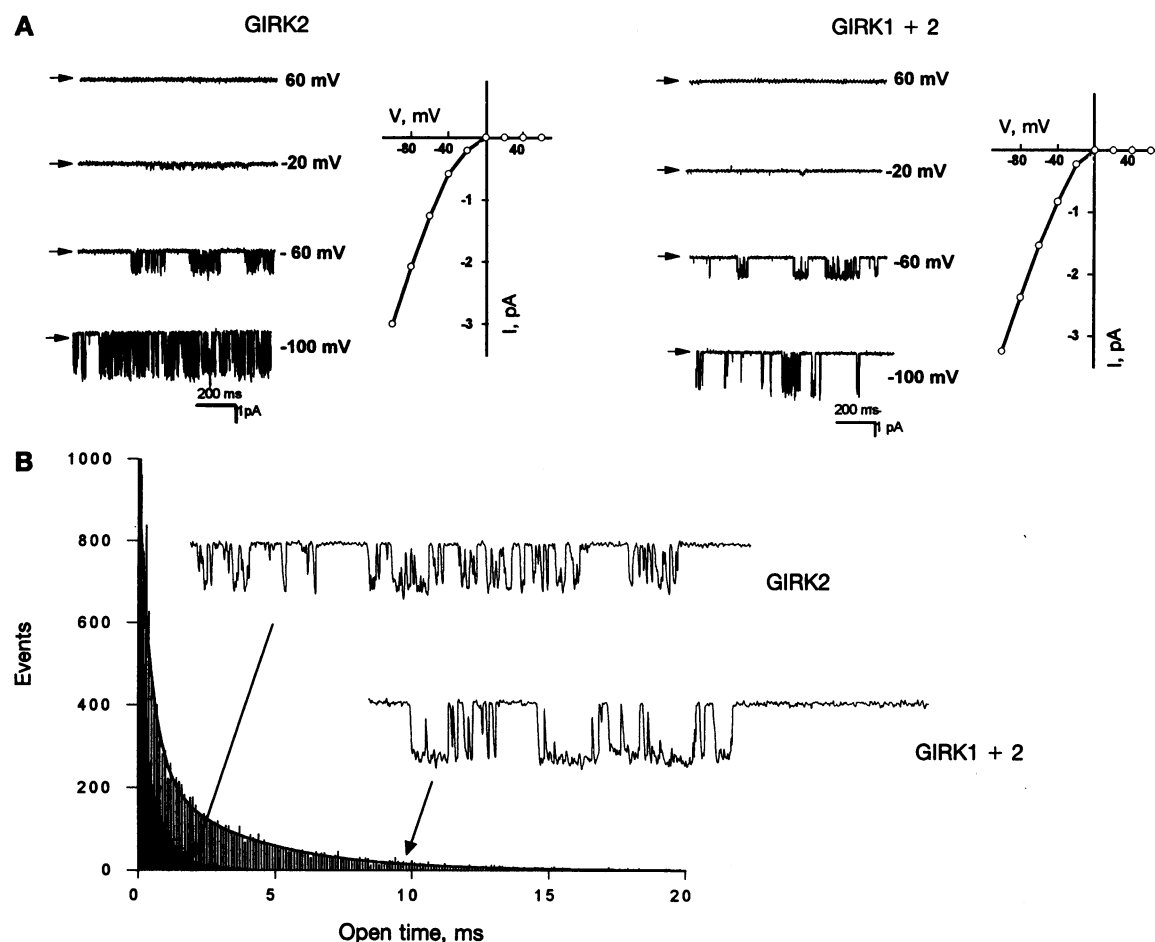 A
GIRK2
60 mV
-20 mV
- 60 mV
-100 mV
200 ms
1pA
V, mV
-80 -40 40
-1
-2
-3
I, pA
GIRK1 + 2
60 mV
-20 mV
-60 mV
-100 mV
200 ms
1 pA
V, mV
-80 -40 40
-1
-2
-3
I, pA
B
1000
800
600
400
200
0
Events
GIRK2
GIRK1 + 2
0 5 10 15 20
Open time, ms